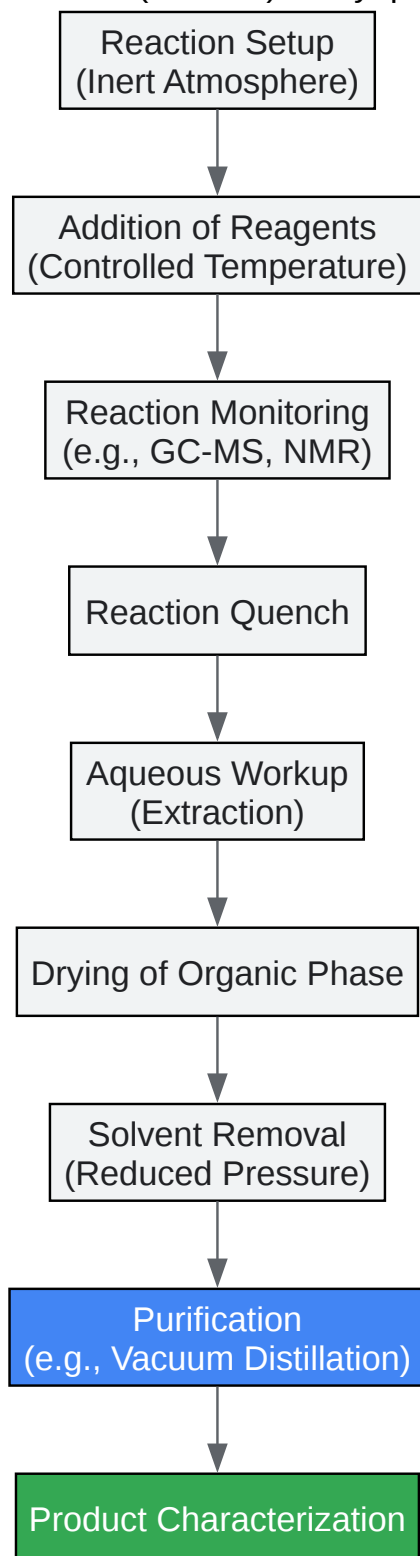 Reaction Setup
(Inert Atmosphere)
Addition of Reagents
(Controlled Temperature)
Reaction Monitoring
(e.g., GC-MS, NMR)
Reaction Quench
Aqueous Workup
(Extraction)
Drying of Organic Phase
Solvent Removal
(Reduced Pressure)
Purification
(e.g., Vacuum Distillation)
Product Characterization